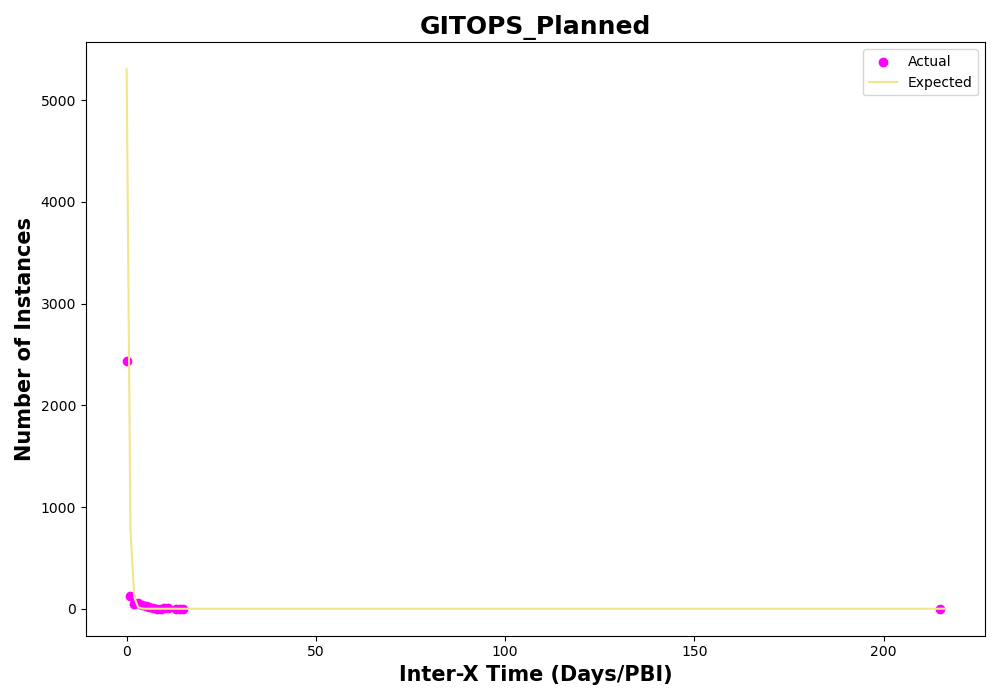 GITOPS_Planned
Actual
Expected
Number of Instances
5000
4000
3000
2000
1000
0
0
50
100
150
200
Inter-X Time (Days/PBI)